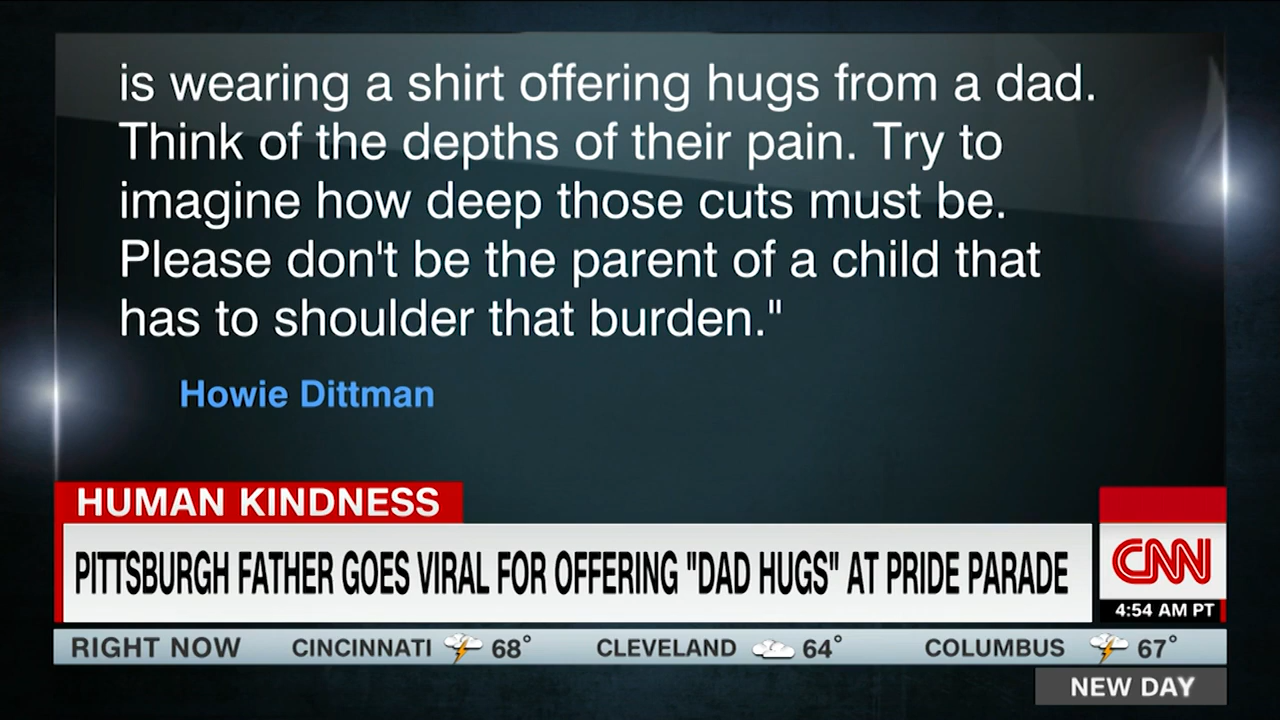 is wearing a shirt offering hugs from a dad.
Think of the depths of their pain. Try to
imagine how deep those cuts must be.
Please don't be the parent of a child that
has to shoulder that burden."
Howie Dittman
HUMAN KINDNESS
PITTSBURGH FATHER GOES VIRAL FOR OFFERING "DAD HUGS" AT PRIDE PARADE
CNN
4:54 AM PT
RIGHT NOW CINCINNATI 68° CLEVELAND 64° COLUMBUS 67°
NEW DAY